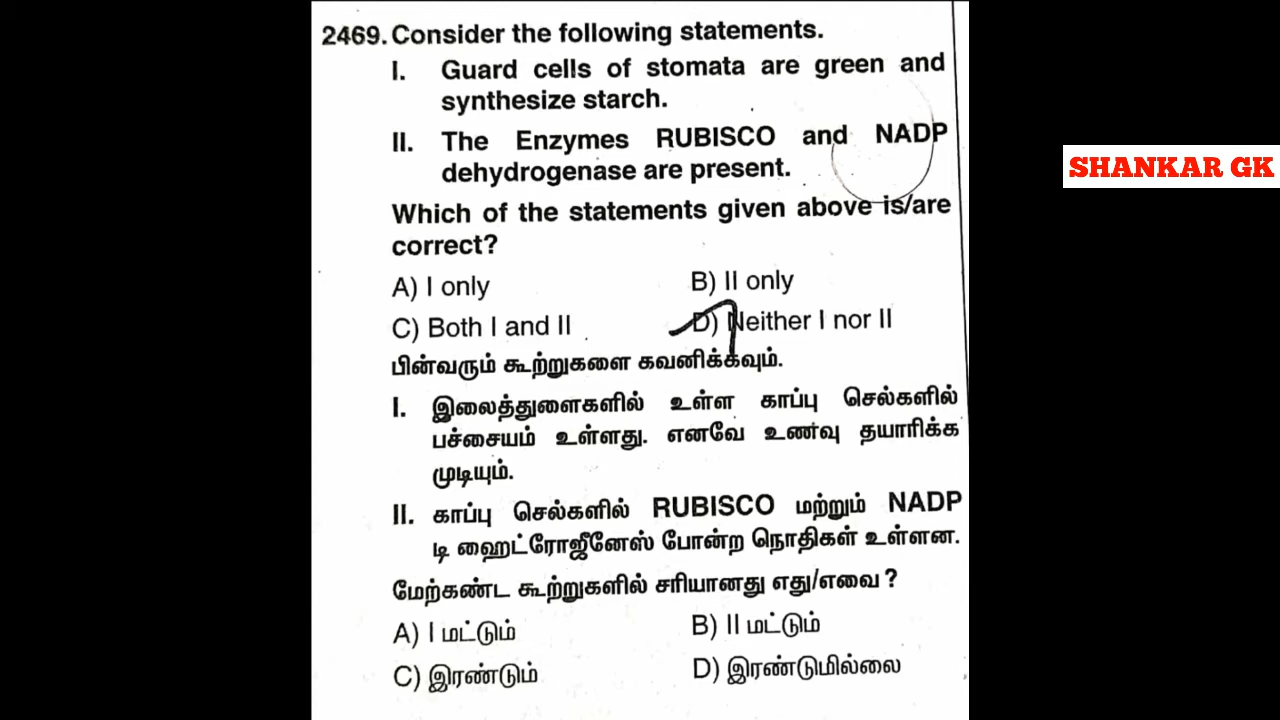 2469. Consider the following statements.
I. Guard cells of stomata are green and
synthesize starch.
II. The Enzymes RUBISCO and NADP
dehydrogenase are present.
SHANKAR GK
Which of the statements given above is/are
correct?
A) I only B) II only
C) Both I and II D) Neither I nor II
பின்வரும் கூற்றுகளை கவனிக்கவும்.
I. இலைத்துளைகளில் உள்ள காப்பு செல்களில்
பச்சையம் உள்ளது. எனவே உணவு தயாரிக்க
முடியும்.
II. காப்பு செல்களில் RUBISCO மற்றும் NADP
டி ஹைட்ரோஜீனேஸ் போன்ற நொதிகள் உள்ளன.
மேற்கண்ட கூற்றுகளில் சரியானது எது/எவை ?
A) I மட்டும் B) II மட்டும்
C) இரண்டும் D) இரண்டுமில்லை